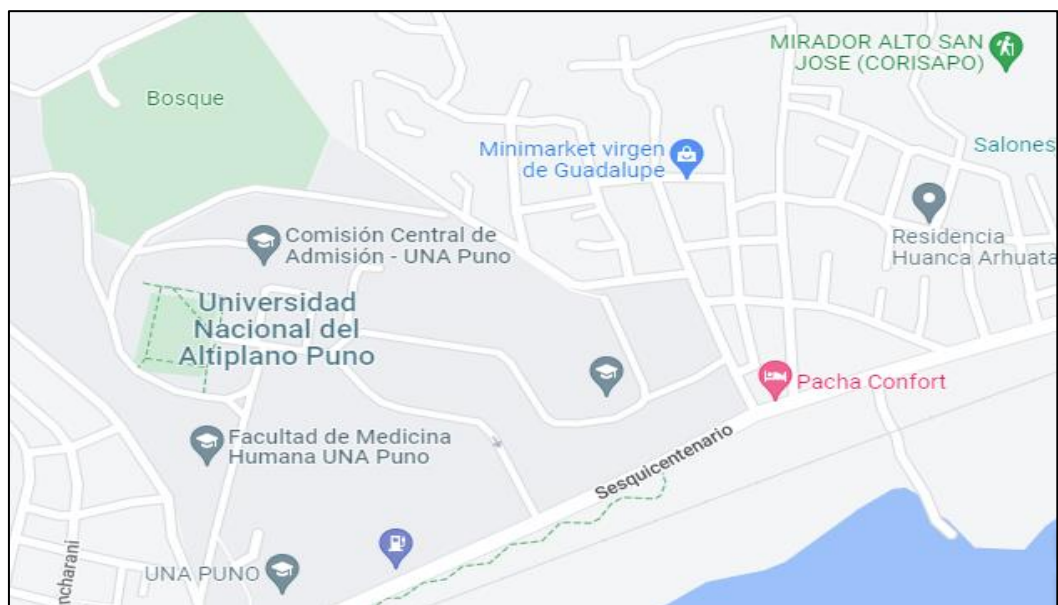 MIRADOR ALTO SAN
JOSE (CORISAPO)
Bosque
Minimarket virgen
de Guadalupe
Salones
Comisión Central de
Admisión - UNA Puno
Residencia
Huanca Arhuata
Universidad
Nacional del
Altiplano Puno
Pacha Confort
Facultad de Medicina
Humana UNA Puno
Sesquicentenario
UNA PUNO
ncharani